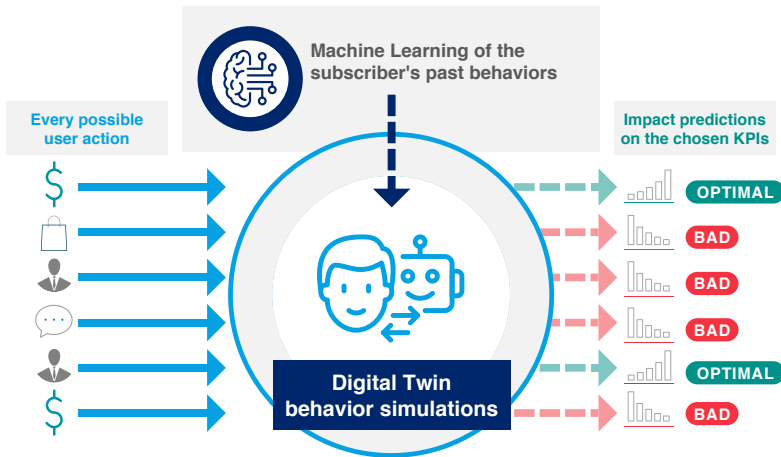 Machine Learning of the
subscriber's past behaviors
Every possible
user action
Impact predictions
on the chosen KPIs
OPTIMAL
BAD
BAD
BAD
OPTIMAL
BAD
Digital Twin
behavior simulations